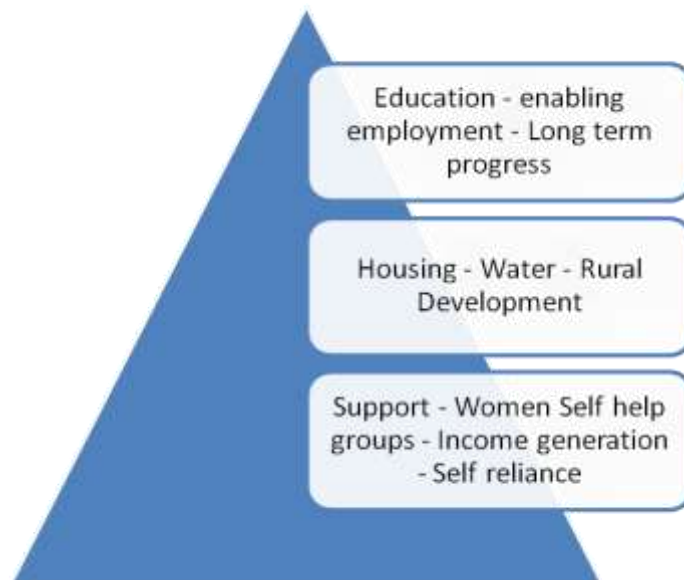 Education - enabling
employment - Long term
progress
Housing - Water - Rural
Development
Support - Women Self help
groups - Income generation
- Self reliance